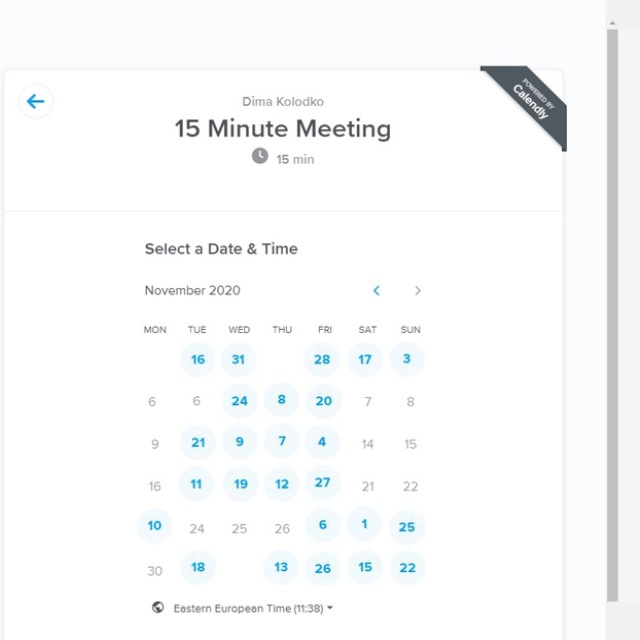 Dima Kolodko
POWERED BY
Calendly
15 Minute Meeting
15 min
Select a Date & Time
November 2020
MON TUE WED THU FRI SAT SUN
16 31 28 17 3
6 6 24 8 20 7 8
9 21 9 7 4 14 15
16 11 19 12 27 21 22
10 24 25 26 6 1 25
30 18 13 26 15 22
Eastern European Time (11:38)